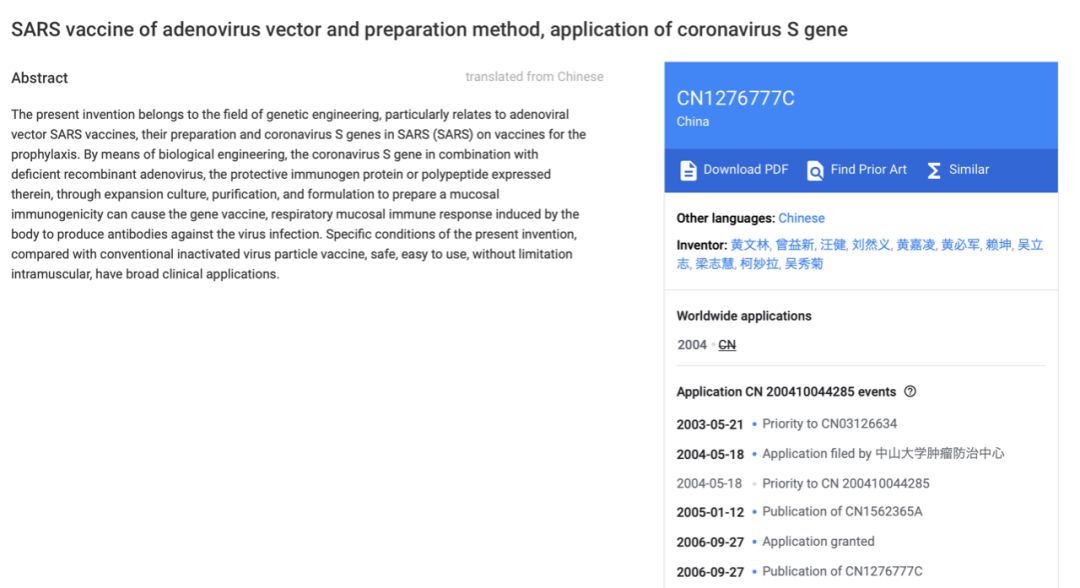 SARS vaccine of adenovirus vector and preparation method, application of coronavirus S gene
Abstract
translated from Chinese
The present invention belongs to the field of genetic engineering, particularly relates to adenoviral
vector SARS vaccines, their preparation and coronavirus S genes in SARS (SARS) on vaccines for the
prophylaxis. By means of biological engineering, the coronavirus S gene in combination with
deficient recombinant adenovirus, the protective immunogen protein or polypeptide expressed
therein, through expansion culture, purification, and formulation to prepare a mucosal
immunogenicity can cause the gene vaccine, respiratory mucosal immune response induced by the
body to produce antibodies against the virus infection. Specific conditions of the present invention,
compared with conventional inactivated virus particle vaccine, safe, easy to use, without limitation
intramuscular, have broad clinical applications.
CN1276777C
China
Download PDF Find Prior Art Similar
Other languages: Chinese
Inventor: 黄文林, 曾益新, 汪健, 刘然义, 黄嘉凌, 黄必军, 赖坤, 吴立
志, 梁志慧, 柯妙拉, 吴秀菊
Worldwide applications
2004 • CN
Application CN 200410044285 events
2003-05-21 • Priority to CN03126634
2004-05-18 • Application filed by 中山大学肿瘤防治中心
2004-05-18 • Priority to CN 200410044285
2005-01-12 • Publication of CN1562365A
2006-09-27 • Application granted
2006-09-27 • Publication of CN1276777C